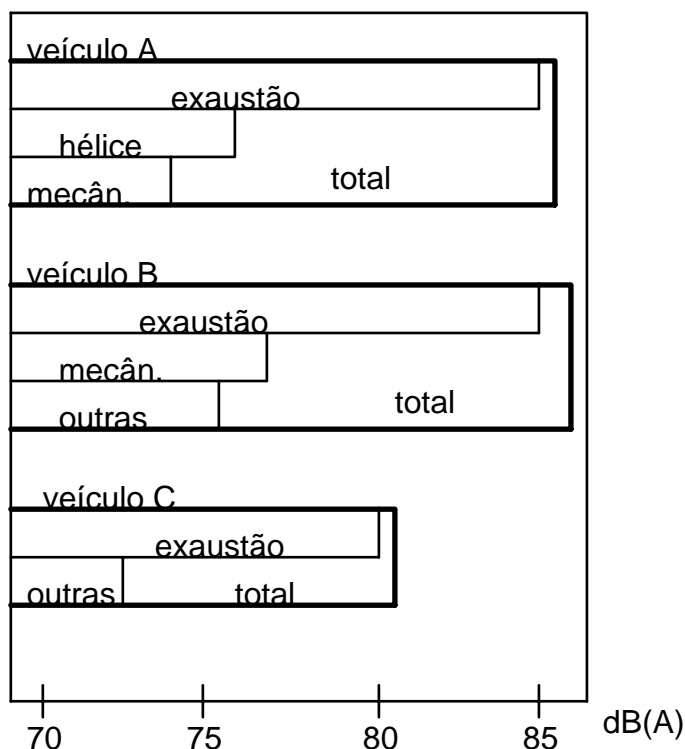 veículo A
exaustão
hélice
mecân.
total
veículo B
exaustão
mecân.
outras
total
veículo C
exaustão
outras
total
70 75 80 85 dB(A)